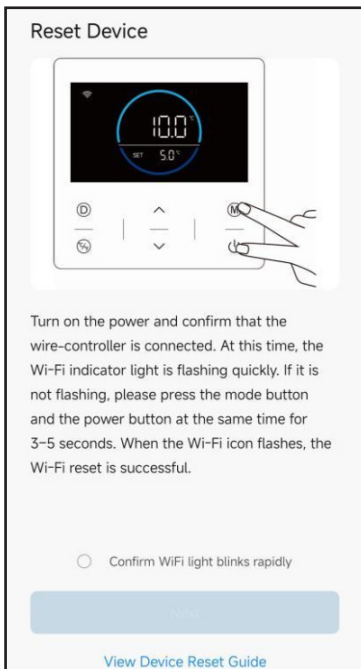 Reset Device
10.0 °C
SET 5.0 °C
D
M
Turn on the power and confirm that the
wire-controller is connected. At this time, the
Wi-Fi indicator light is flashing quickly. If it is
not flashing, please press the mode button
and the power button at the same time for
3-5 seconds. When the Wi-Fi icon flashes, the
Wi-Fi reset is successful.
Confirm WiFi light blinks rapidly
Next
View Device Reset Guide